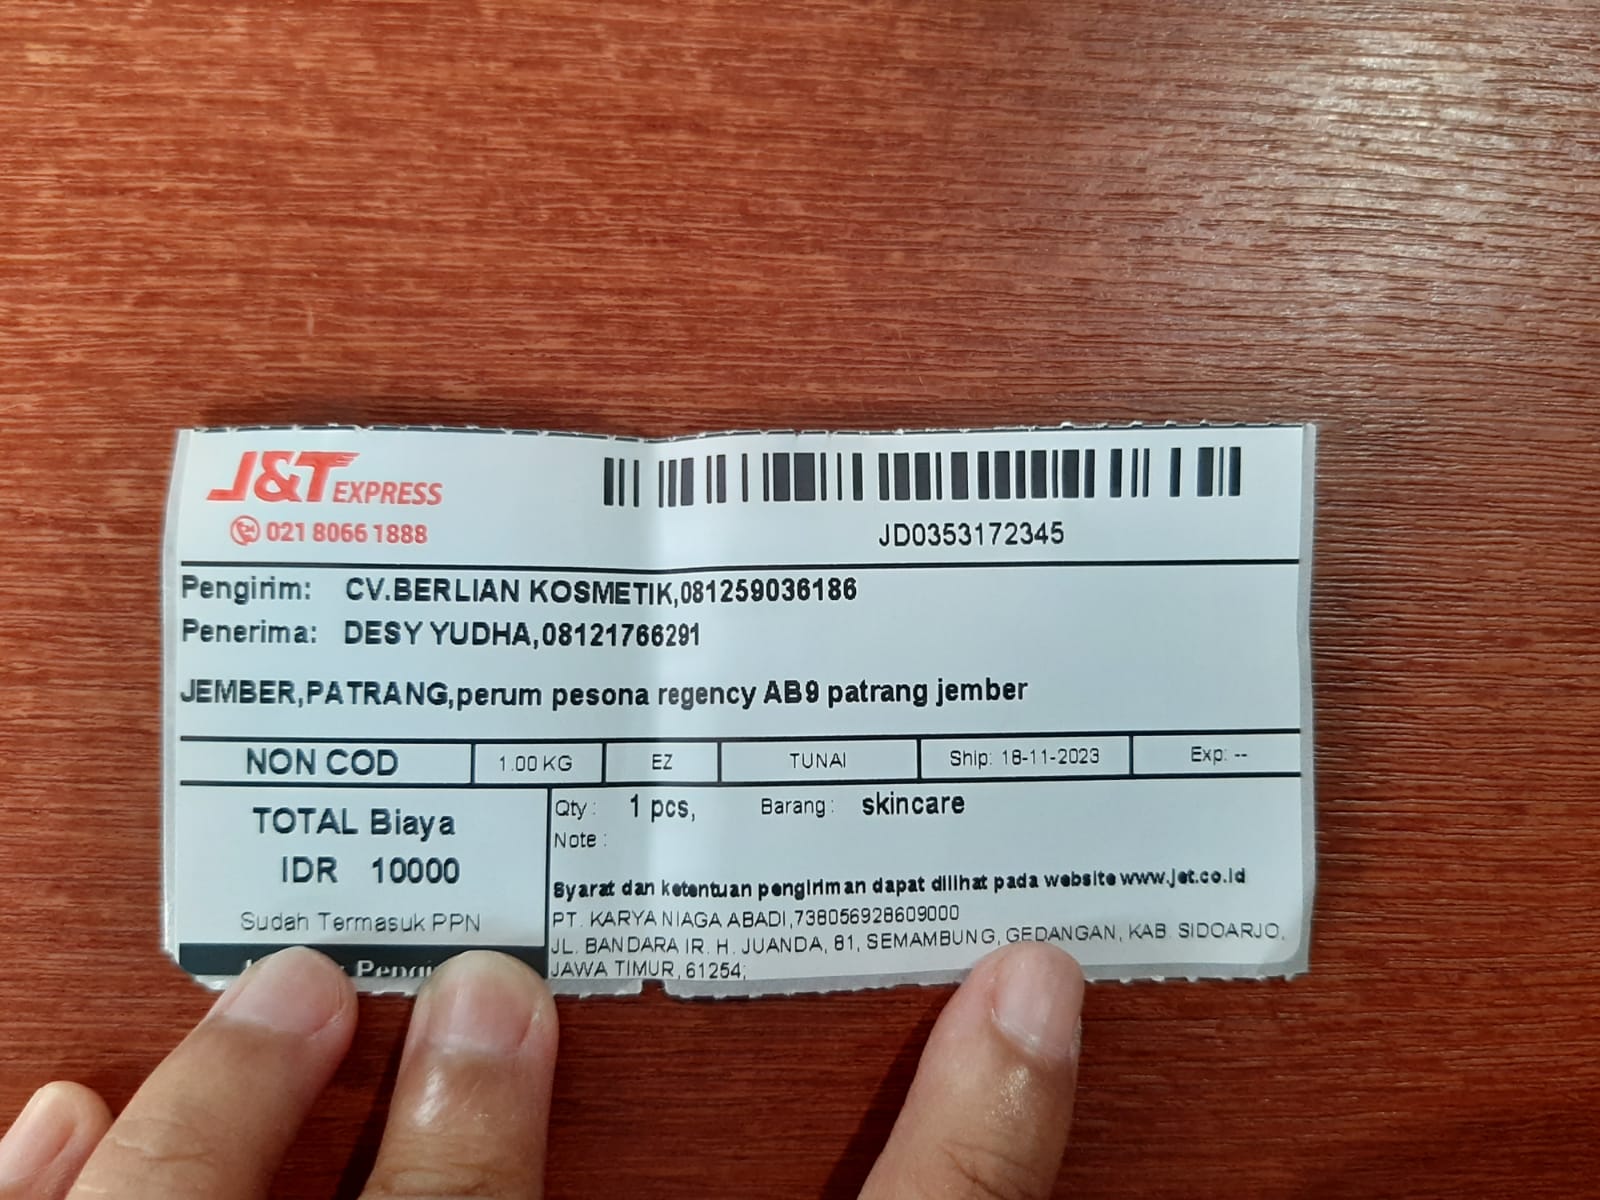 J&T EXPRESS
021 8066 1888
JD0353172345
Pengirim: CV.BERLIAN KOSMETIK,081259036186
Penerima: DESY YUDHA,08121766291
JEMBER,PATRANG,perum pesona regency AB9 patrang jember
NON COD 1.00 KG EZ TUNAI Ship: 18-11-2023 Exp: --
TOTAL Biaya
IDR 10000
Sudah Termasuk PPN
Qty : 1 pcs, Barang : skincare
Note :
Syarat dan ketentuan pengiriman dapat dilihat pada website www.jet.co.id
PT. KARYA NIAGA ABADI,738056928609000
JL. BANDARA IR. H. JUANDA, 81, SEMAMBUNG, GEDANGAN, KAB. SIDOARJO,
JAWA TIMUR, 61254;